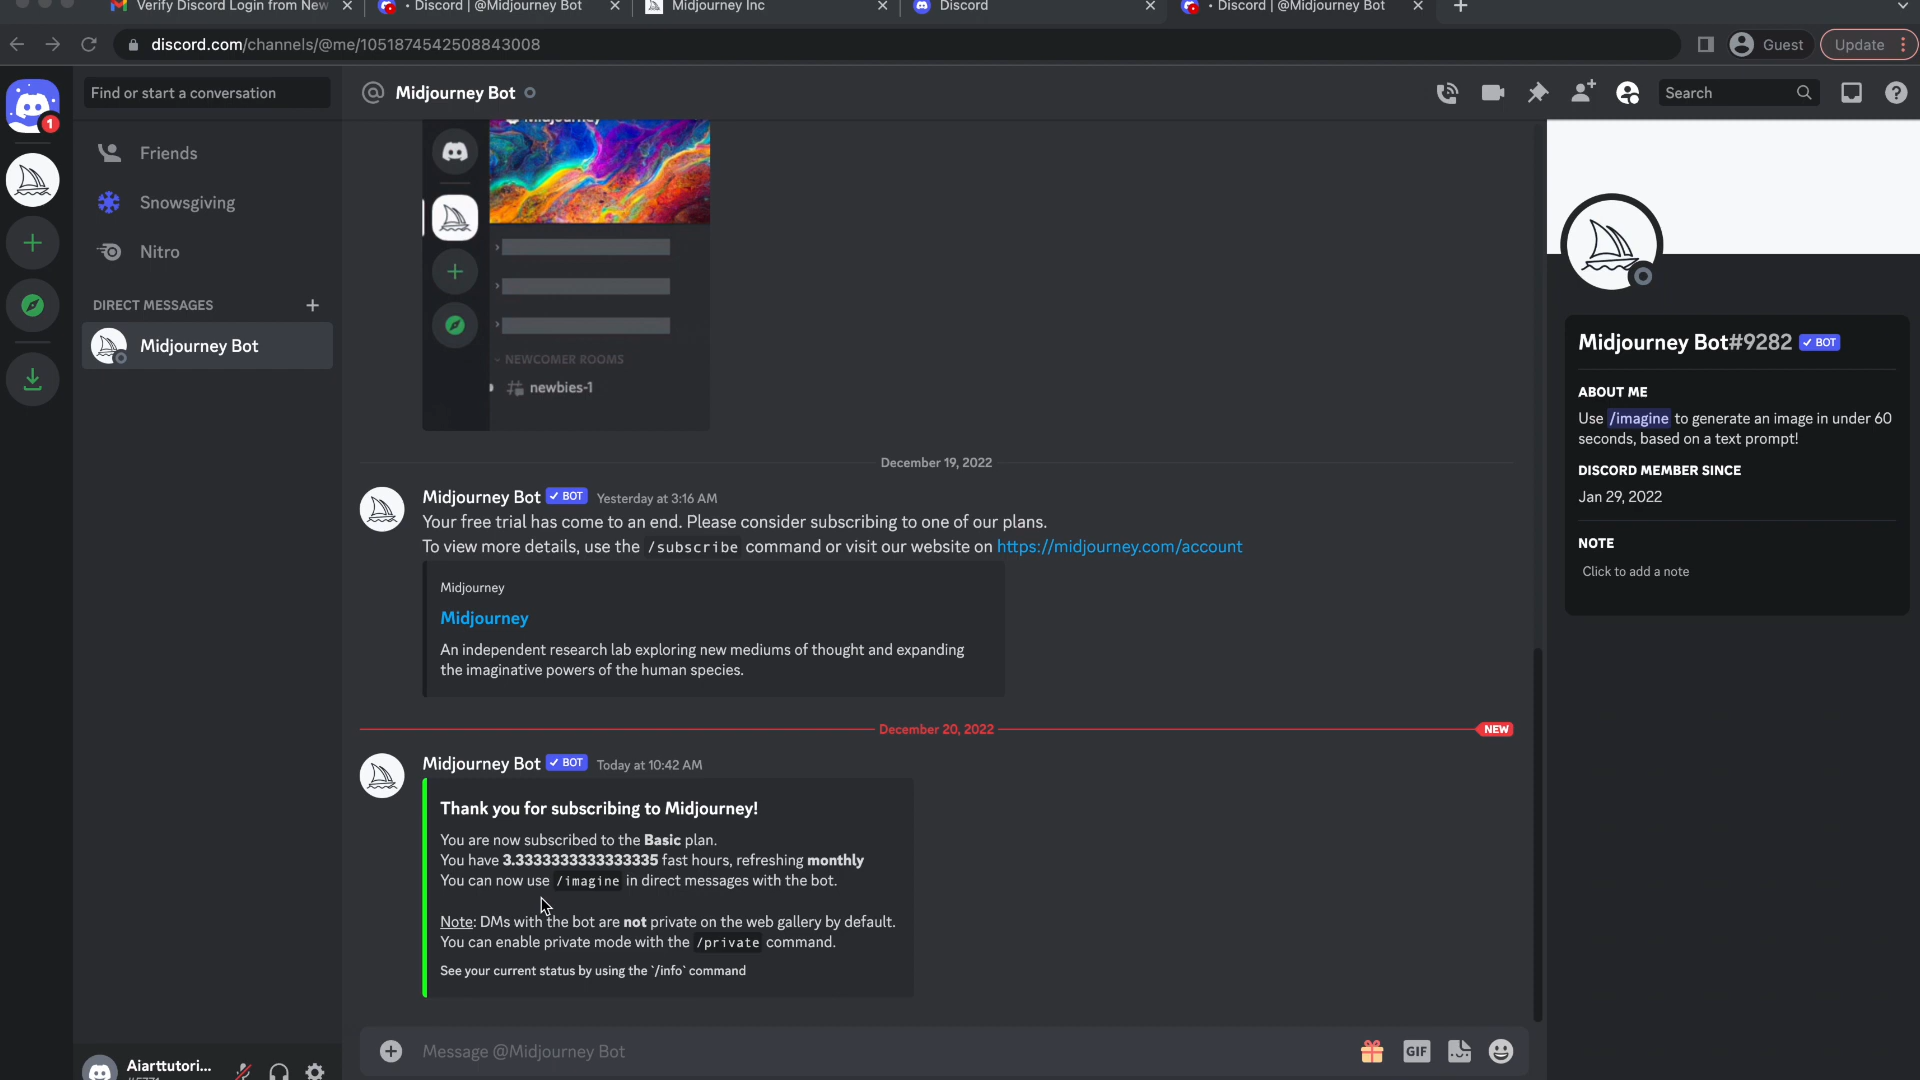 Verify Discord Login from New
• Discord | @Midjourney Bot
Midjourney Inc
Discord
• Discord | @Midjourney Bot
discord.com/channels/@me/1051874542508843008
Guest
Update
Find or start a conversation
Midjourney Bot
Search
1
Friends
Snowsgiving
Nitro
DIRECT MESSAGES
Midjourney Bot
Midjourney
NEWCOMER ROOMS
newbies-1
December 19, 2022
Midjourney Bot ✓ BOT Yesterday at 3:16 AM
Your free trial has come to an end. Please consider subscribing to one of our plans.
To view more details, use the /subscribe command or visit our website on https://midjourney.com/account
Midjourney
Midjourney
An independent research lab exploring new mediums of thought and expanding
the imaginative powers of the human species.
December 20, 2022
NEW
Midjourney Bot ✓ BOT Today at 10:42 AM
Thank you for subscribing to Midjourney!
You are now subscribed to the Basic plan.
You have 3.3333333333333335 fast hours, refreshing monthly
You can now use /imagine in direct messages with the bot.
Note: DMs with the bot are not private on the web gallery by default.
You can enable private mode with the /private command.
See your current status by using the `/info` command
Message @Midjourney Bot
GIF
Aiarttutori...
Midjourney Bot#9282 ✓ BOT
ABOUT ME
Use /imagine to generate an image in under 60
seconds, based on a text prompt!
DISCORD MEMBER SINCE
Jan 29, 2022
NOTE
Click to add a note